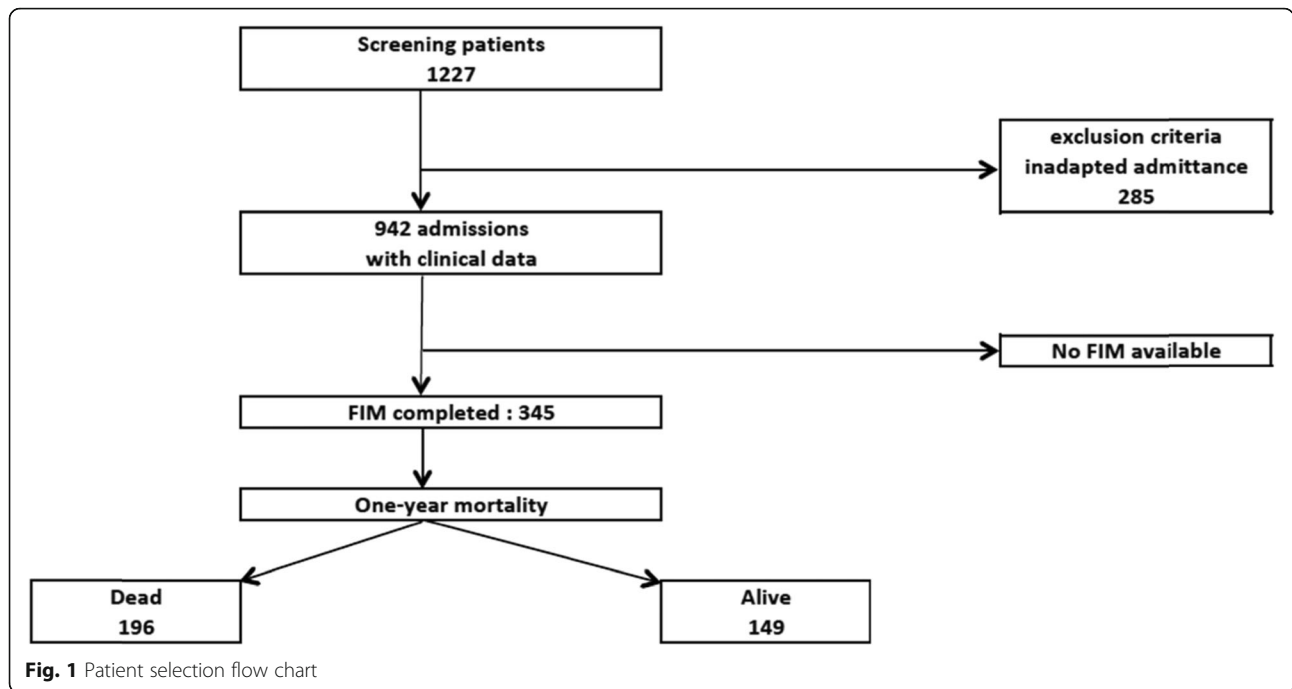 Screening patients
1227
exclusion criteria
inadapted admittance
285
942 admissions
with clinical data
No FIM available
FIM completed : 345
One-year mortality
Dead
196
Alive
149
Fig. 1 Patient selection flow chart